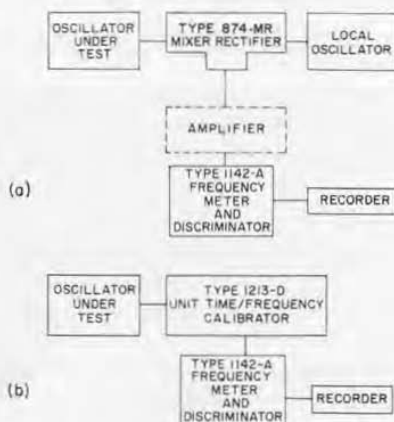 OSCILLATOR
UNDER
TEST
TYPE 874-MR
MIXER RECTIFIER
LOCAL
OSCILLATOR
AMPLIFIER
(a)
TYPE 1142-A
FREQUENCY
METER
AND
DISCRIMINATOR
RECORDER
OSCILLATOR
UNDER
TEST
TYPE 1213-D
UNIT TIME/FREQUENCY
CALIBRATOR
(b)
TYPE 1142-A
FREQUENCY
METER
AND
DISCRIMINATOR
RECORDER